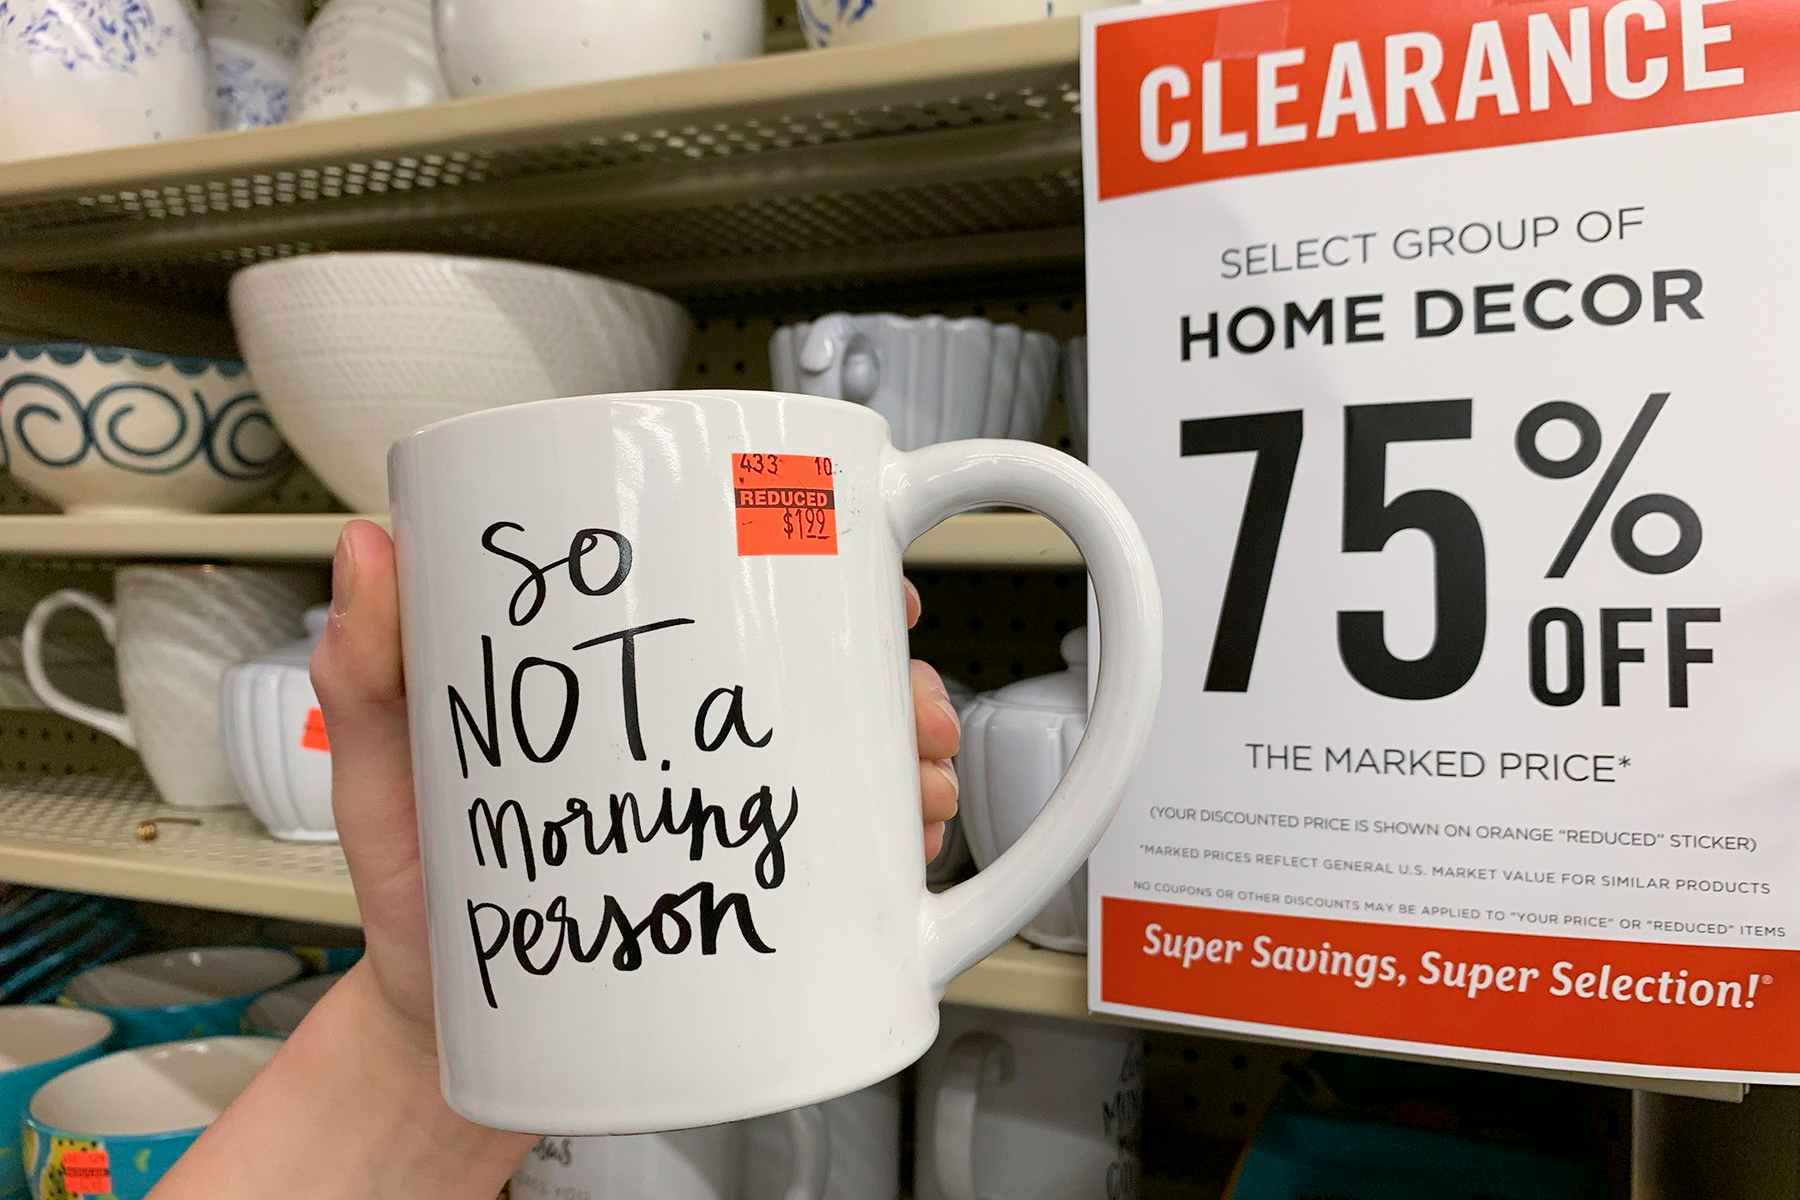 433 10
REDUCED
$1.99
So
NOT a
morning
person
CLEARANCE
SELECT GROUP OF
HOME DECOR
75%
OFF
THE MARKED PRICE*
(YOUR DISCOUNTED PRICE IS SHOWN ON ORANGE "REDUCED" STICKER)
*MARKED PRICES REFLECT GENERAL U.S. MARKET VALUE FOR SIMILAR PRODUCTS
NO COUPONS OR OTHER DISCOUNTS MAY BE APPLIED TO "YOUR PRICE" OR "REDUCED" ITEMS
Super Savings, Super Selection!®